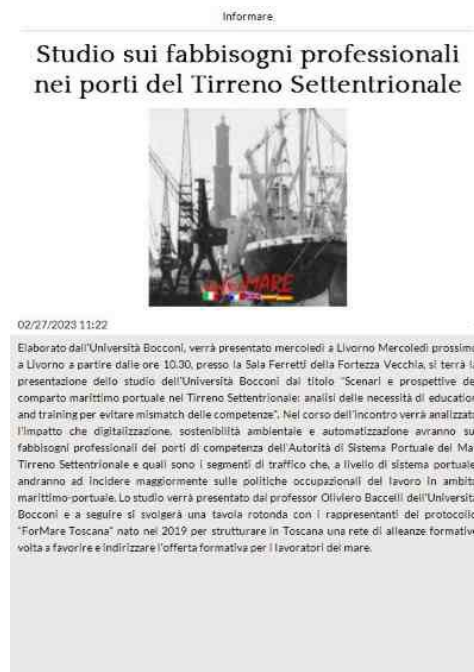 Informare
Studio sui fabbisogni professionali
nei porti del Tirreno Settentrionale
inforMARE
02/27/2023 11:22
Elaborato dall'Università Bocconi, verrà presentato mercoledì a Livorno Mercoledì prossimo
a Livorno a partire dalle ore 10.30, presso la Sala Ferretti della Fortezza Vecchia, si terrà la
presentazione dello studio dell'Università Bocconi dal titolo "Scenari e prospettive del
comparto marittimo portuale nel Tirreno Settentrionale: analisi delle necessità di education
and training per evitare mismatch delle competenze". Nel corso dell'incontro verrà analizzato
l'impatto che digitalizzazione, sostenibilità ambientale e automatizzazione avranno sui
fabbisogni professionali dei porti di competenza dell'Autorità di Sistema Portuale del Mar
Tirreno Settentrionale e quali sono i segmenti di traffico che, a livello di sistema portuale,
andranno ad incidere maggiormente sulle politiche occupazionali del lavoro in ambito
marittimo-portuale. Lo studio verrà presentato dal professor Oliviero Baccelli dell'Università
Bocconi e a seguire si svolgerà una tavola rotonda con i rappresentanti del protocollo
"ForMare Toscana" nato nel 2019 per strutturare in Toscana una rete di alleanze formative
volta a favorire e indirizzare l'offerta formativa per i lavoratori del mare.